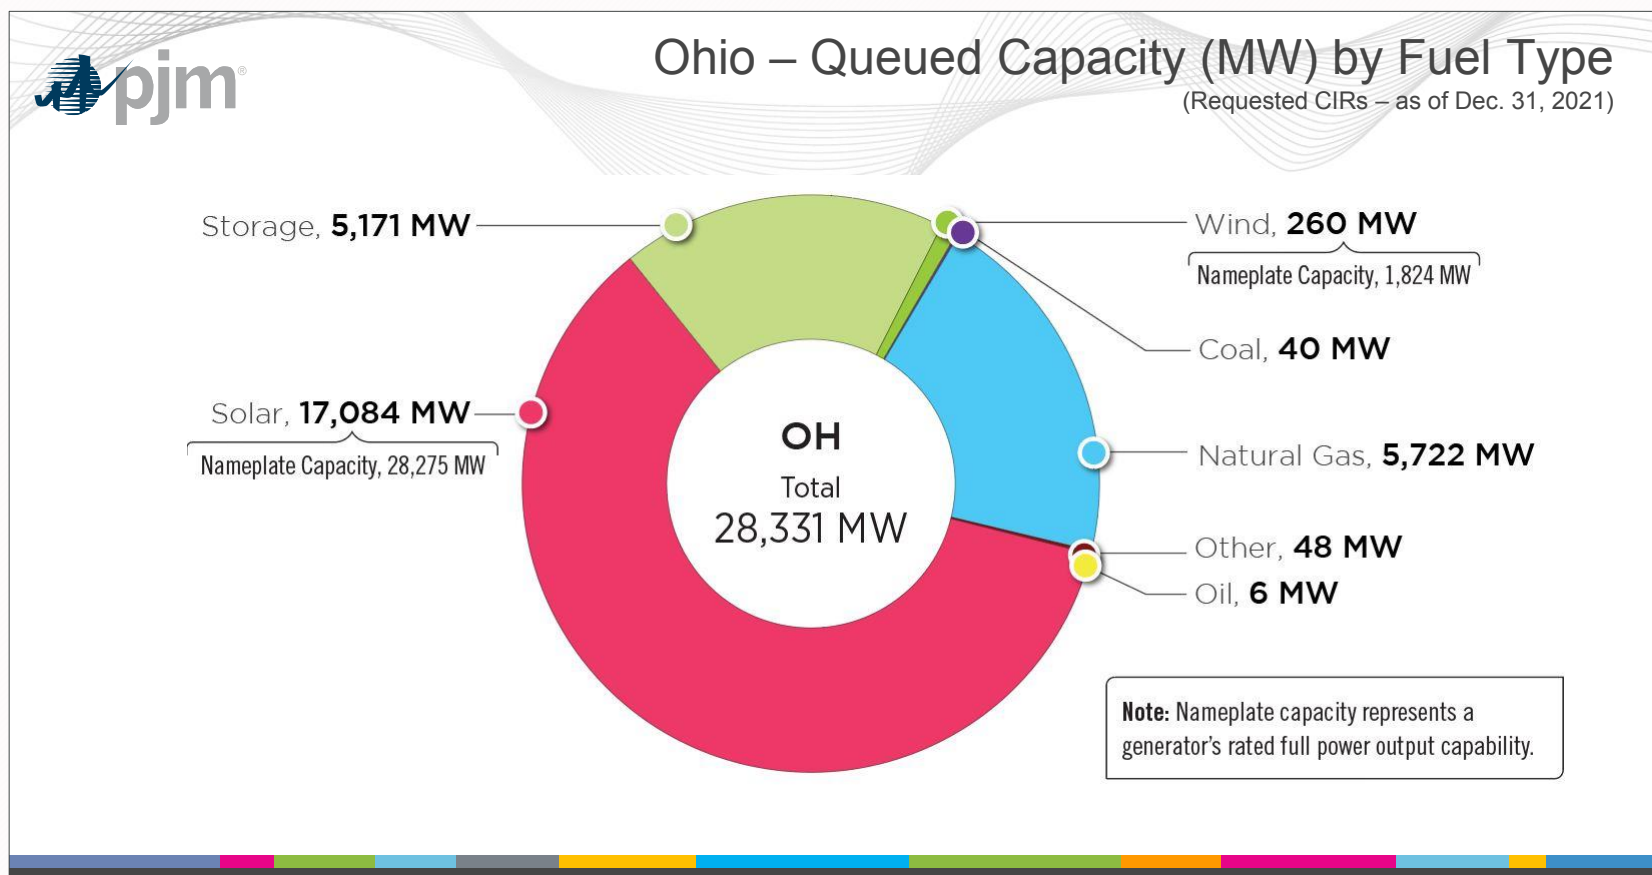 pjm®
Ohio – Queued Capacity (MW) by Fuel Type
(Requested CIRs – as of Dec. 31, 2021)
Storage, 5,171 MW
Wind, 260 MW
Nameplate Capacity, 1,824 MW
Coal, 40 MW
Solar, 17,084 MW
Nameplate Capacity, 28,275 MW
OH
Total
28,331 MW
Natural Gas, 5,722 MW
Other, 48 MW
Oil, 6 MW
Note: Nameplate capacity represents a
generator’s rated full power output capability.